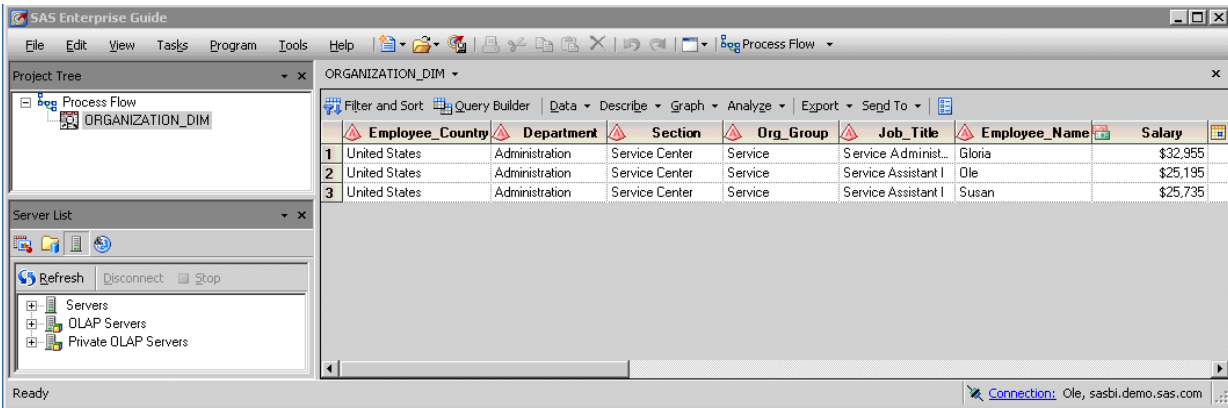 SAS Enterprise Guide
File Edit View Tasks Program Tools Help Process Flow
Project Tree
Process Flow
ORGANIZATION_DIM
Server List
Refresh Disconnect Stop
Servers
OLAP Servers
Private OLAP Servers
ORGANIZATION_DIM
Filter and Sort Query Builder Data Describe Graph Analyze Export Send To
Employee_Country Department Section Org_Group Job_Title Employee_Name Salary
1 United States Administration Service Center Service Service Administ... Gloria $32,955
2 United States Administration Service Center Service Service Assistant I Ole $25,195
3 United States Administration Service Center Service Service Assistant I Susan $25,735
Ready Connection: Ole, sasbi.demo.sas.com